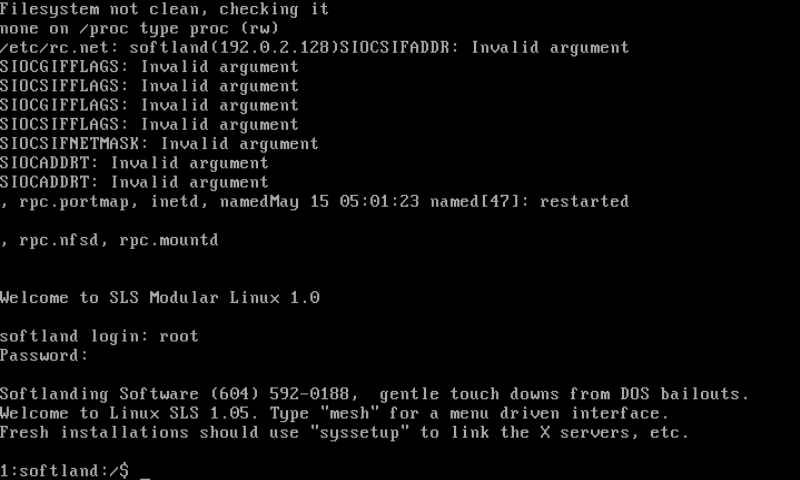 Filesystem not clean, checking it
none on /proc type proc (rw)
/etc/rc.net: softland(192.0.2.128)SIOCSIFADDR: Invalid argument
SIOCGIFFLAGS: Invalid argument
SIOCSIFFLAGS: Invalid argument
SIOCGIFFLAGS: Invalid argument
SIOCSIFFLAGS: Invalid argument
SIOCSIFNETMASK: Invalid argument
SIOCADDRT: Invalid argument
SIOCADDRT: Invalid argument
, rpc.portmap, inetd, namedMay 15 05:01:23 named[47]: restarted
, rpc.nfsd, rpc.mountd
Welcome to SLS Modular Linux 1.0
softland login: root
Password:
Softlanding Software (604) 592-0188,  gentle touch downs from DOS bailouts.
Welcome to Linux SLS 1.05. Type "mesh" for a menu driven interface.
Fresh installations should use "syssetup" to link the X servers, etc.
1:softland:/$ _